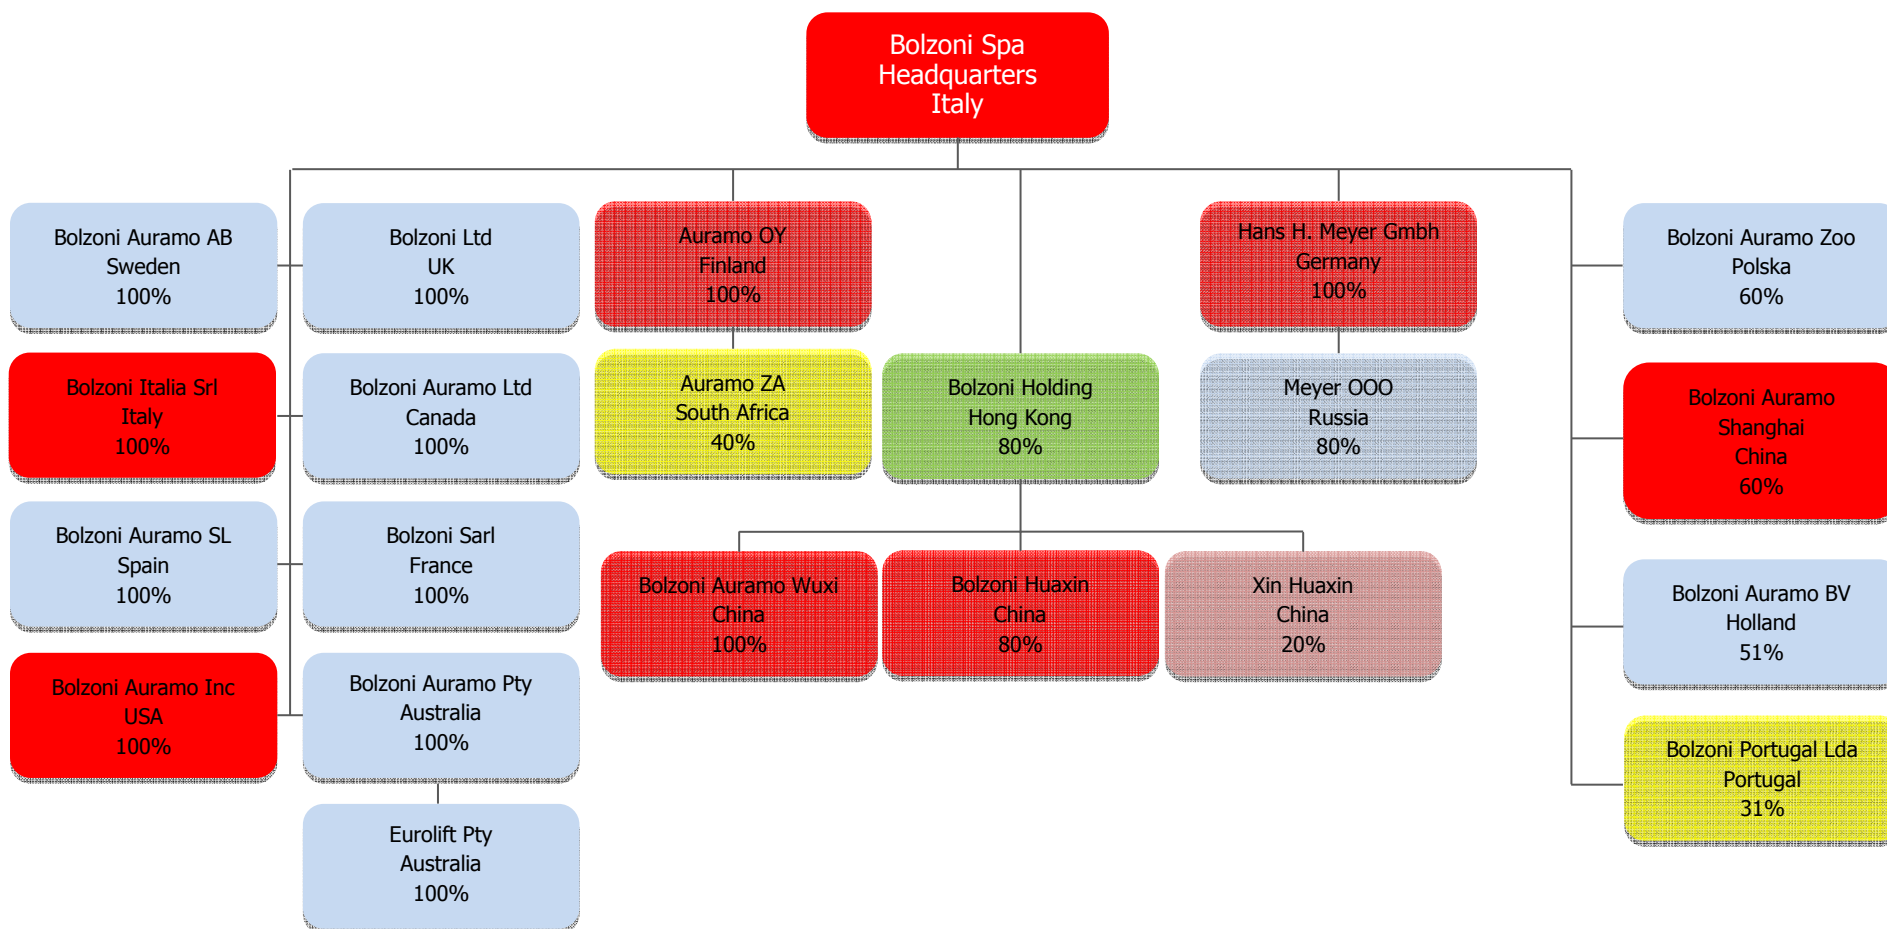 Bolzoni Spa
Headquarters
Italy
Bolzoni Auramo AB
Sweden
100%
Bolzoni Ltd
UK
100%
Auramo OY
Finland
100%
Hans H. Meyer Gmbh
Germany
100%
Bolzoni Auramo Zoo
Polska
60%
Bolzoni Italia Srl
Italy
100%
Bolzoni Auramo Ltd
Canada
100%
Auramo ZA
South Africa
40%
Bolzoni Holding
Hong Kong
80%
Meyer OOO
Russia
80%
Bolzoni Auramo
Shanghai
China
60%
Bolzoni Auramo SL
Spain
100%
Bolzoni Sarl
France
100%
Bolzoni Auramo Wuxi
China
100%
Bolzoni Huaxin
China
80%
Xin Huaxin
China
20%
Bolzoni Auramo BV
Holland
51%
Bolzoni Auramo Inc
USA
100%
Bolzoni Auramo Pty
Australia
100%
Bolzoni Portugal Lda
Portugal
31%
Eurolift Pty
Australia
100%